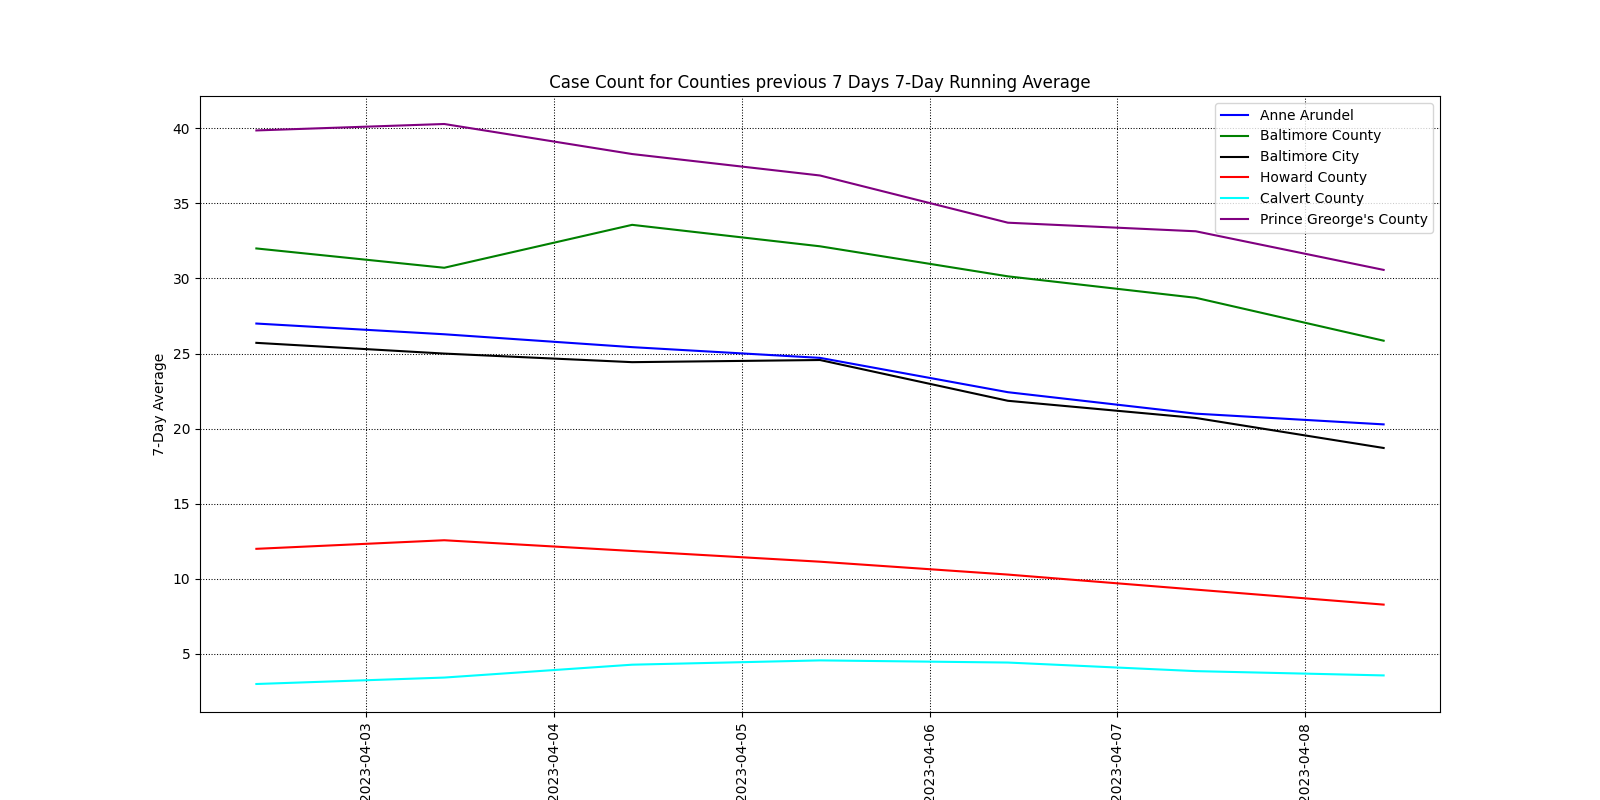 Case Count for Counties previous 7 Days 7-Day Running Average
Anne Arundel
Baltimore County
Baltimore City
Howard County
Calvert County
Prince Greorge's County
7-Day Average
40
35
30
25
20
15
10
5
2023-04-03
2023-04-04
2023-04-05
2023-04-06
2023-04-07
2023-04-08